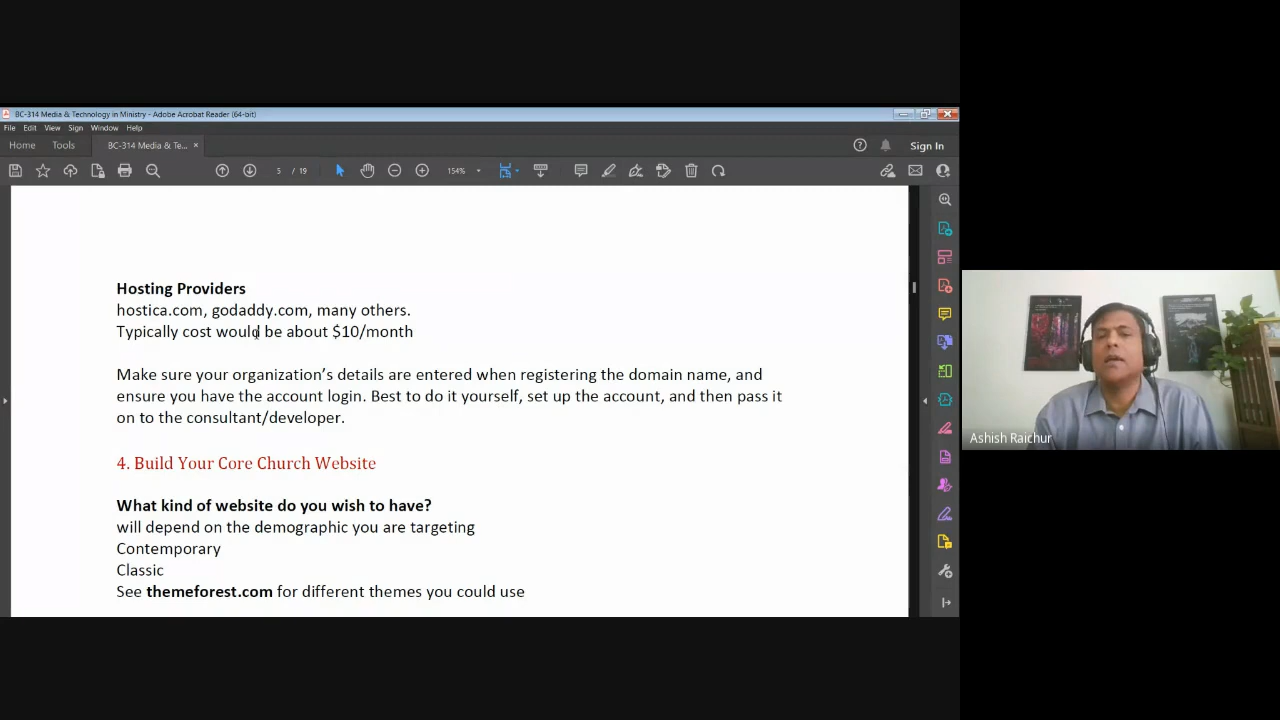 BC-314 Media & Technology in Ministry - Adobe Acrobat Reader (64-bit)
File Edit View Sign Window Help
Home Tools BC-314 Media & Te... × Sign In
5 / 19 154%
Hosting Providers
hostica.com, godaddy.com, many others.
Typically cost would be about $10/month
Make sure your organization's details are entered when registering the domain name, and
ensure you have the account login. Best to do it yourself, set up the account, and then pass it
on to the consultant/developer.
4. Build Your Core Church Website
What kind of website do you wish to have?
will depend on the demographic you are targeting
Contemporary
Classic
See themeforest.com for different themes you could use
Ashish Raichur